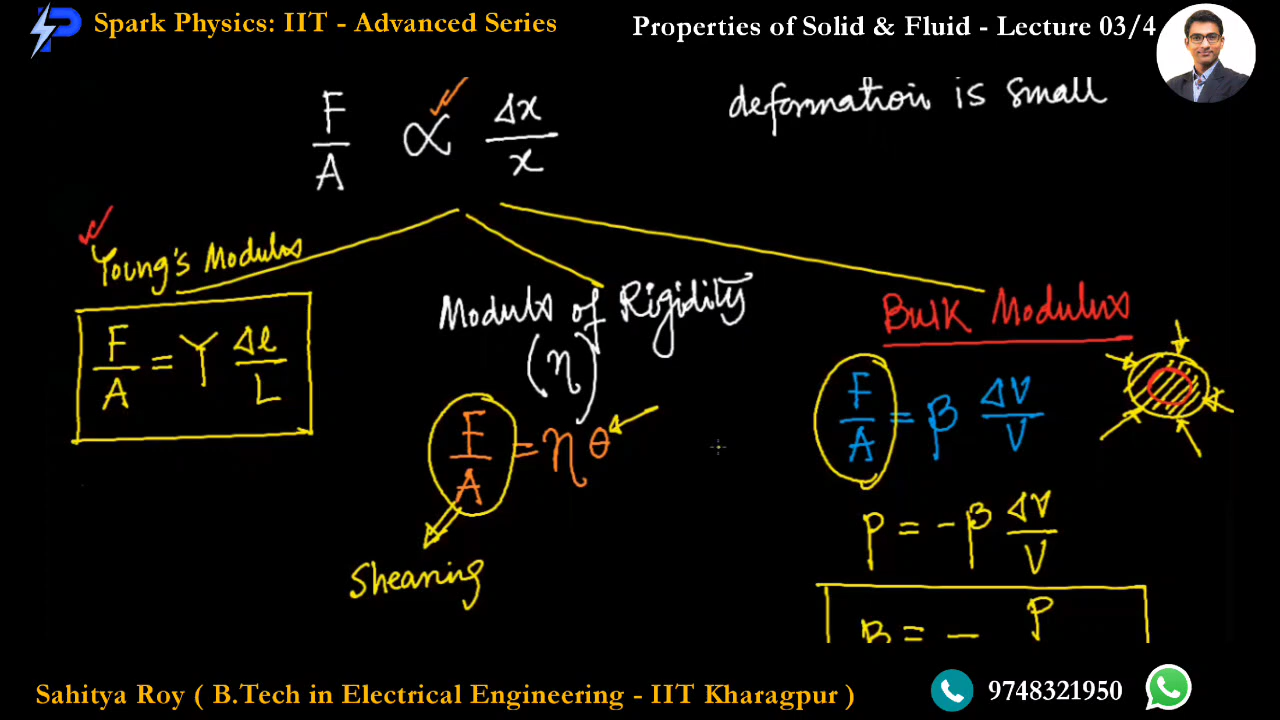 Spark Physics: IIT - Advanced Series
Properties of Solid & Fluid - Lecture 03/4
F/A ∝ Δx/x
deformation is small
Young's Modulus
F/A = Y Δl/L
Modulus of Rigidity
(η)
F/A = ηθ
Shearing
Bulk Modulus
F/A = β ΔV/V
P = -β ΔV/V
B = - P
Sahitya Roy ( B.Tech in Electrical Engineering - IIT Kharagpur )
9748321950